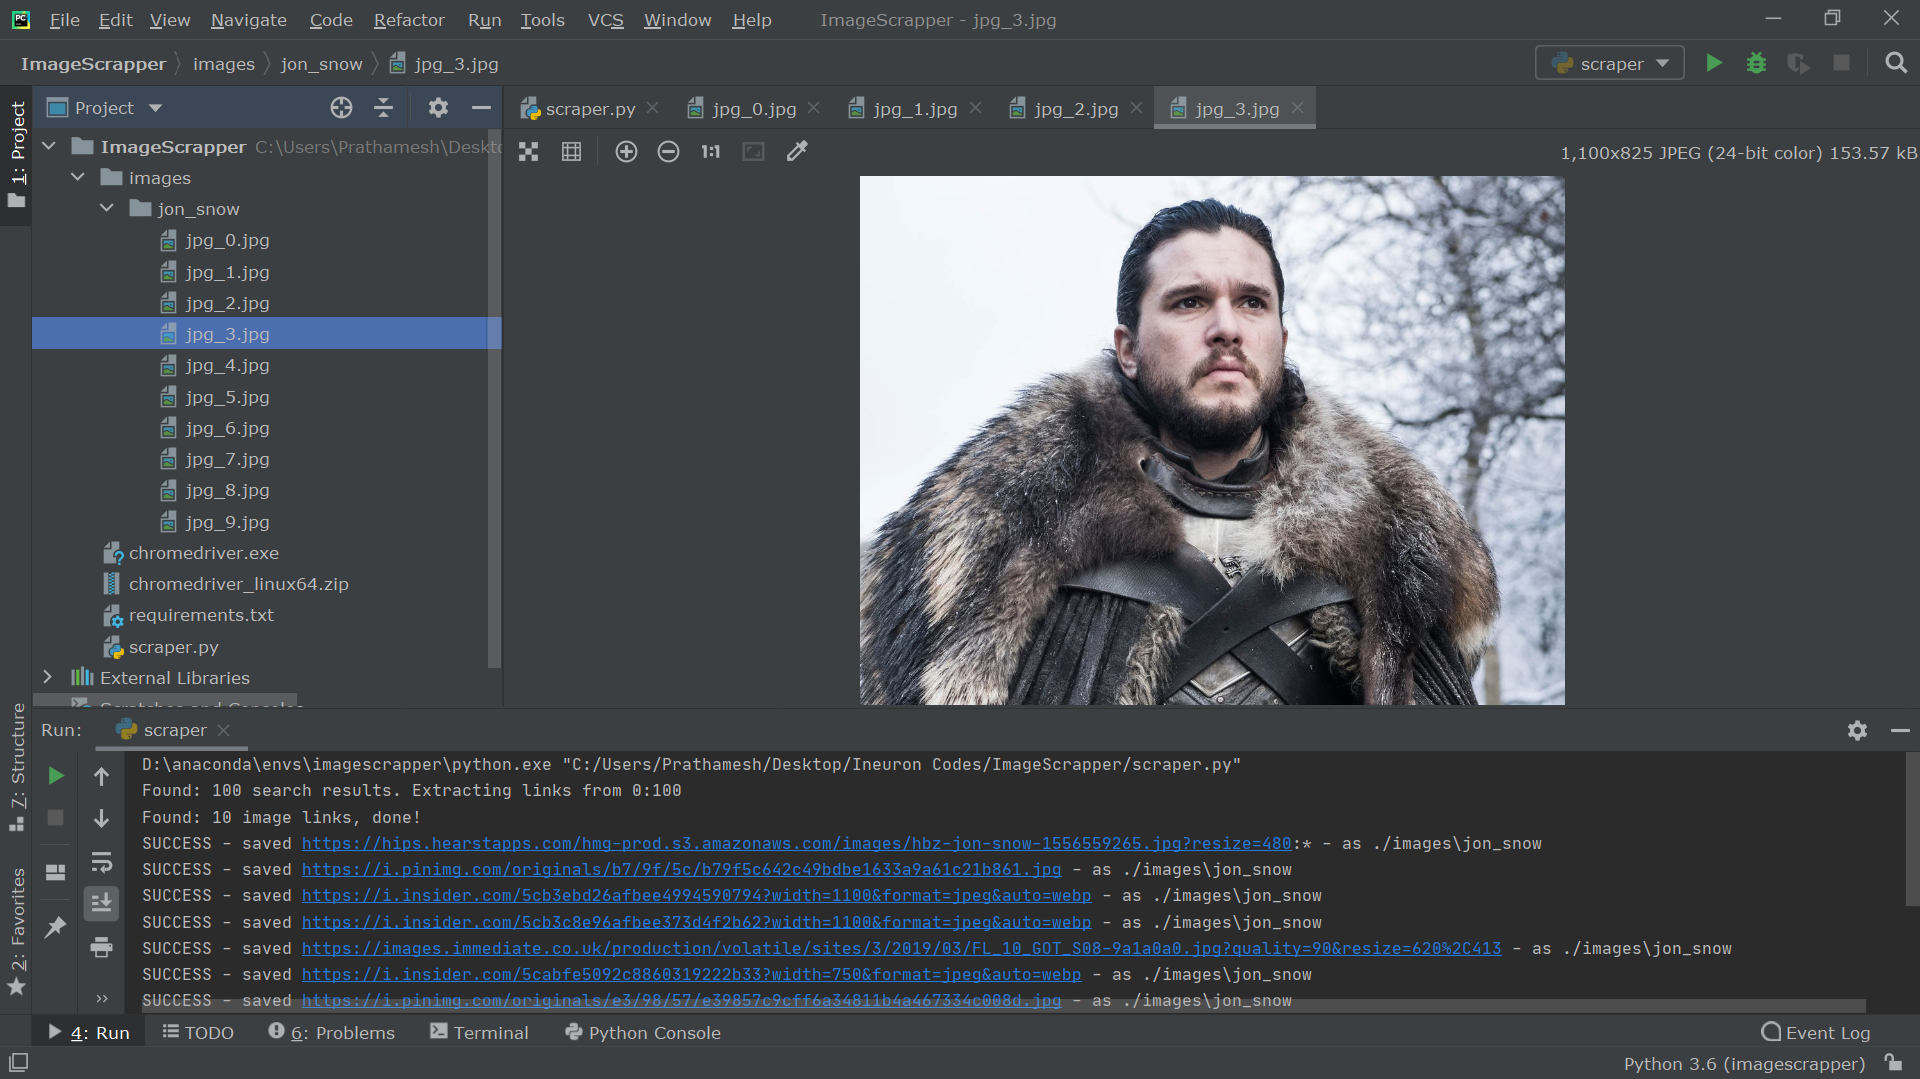 File Edit View Navigate Code Refactor Run Tools VCS Window Help ImageScrapper - jpg_3.jpg
ImageScrapper images jon_snow jpg_3.jpg scraper
1: Project
Project
scraper.py jpg_0.jpg jpg_1.jpg jpg_2.jpg jpg_3.jpg
1:1 1,100x825 JPEG (24-bit color) 153.57 kB
ImageScrapper C:\Users\Prathamesh\Deskto
images
jon_snow
jpg_0.jpg
jpg_1.jpg
jpg_2.jpg
jpg_3.jpg
jpg_4.jpg
jpg_5.jpg
jpg_6.jpg
jpg_7.jpg
jpg_8.jpg
jpg_9.jpg
chromedriver.exe
chromedriver_linux64.zip
requirements.txt
scraper.py
External Libraries
Scratches and Consoles
7: Structure
2: Favorites
Run: scraper
D:\anaconda\envs\imagescrapper\python.exe "C:/Users/Prathamesh/Desktop/Ineuron Codes/ImageScrapper/scraper.py"
Found: 100 search results. Extracting links from 0:100
Found: 10 image links, done!
SUCCESS - saved https://hips.hearstapps.com/hmg-prod.s3.amazonaws.com/images/hbz-jon-snow-1556559265.jpg?resize=480:* - as ./images\jon_snow
SUCCESS - saved https://i.pinimg.com/originals/b7/9f/5c/b79f5c642c49bdbe1633a9a61c21b861.jpg - as ./images\jon_snow
SUCCESS - saved https://i.insider.com/5cb3ebd26afbee4994590794?width=1100&format=jpeg&auto=webp - as ./images\jon_snow
SUCCESS - saved https://i.insider.com/5cb3c8e96afbee373d4f2b62?width=1100&format=jpeg&auto=webp - as ./images\jon_snow
SUCCESS - saved https://images.immediate.co.uk/production/volatile/sites/3/2019/03/FL_10_GOT_S08-9a1a0a0.jpg?quality=90&resize=620%2C413 - as ./images\jon_snow
SUCCESS - saved https://i.insider.com/5cabfe5092c8860319222b33?width=750&format=jpeg&auto=webp - as ./images\jon_snow
SUCCESS - saved https://i.pinimg.com/originals/e3/98/57/e39857c9cff6a34811b4a467334c008d.jpg - as ./images\jon_snow
4: Run TODO 6: Problems Terminal Python Console Event Log
Python 3.6 (imagescrapper)